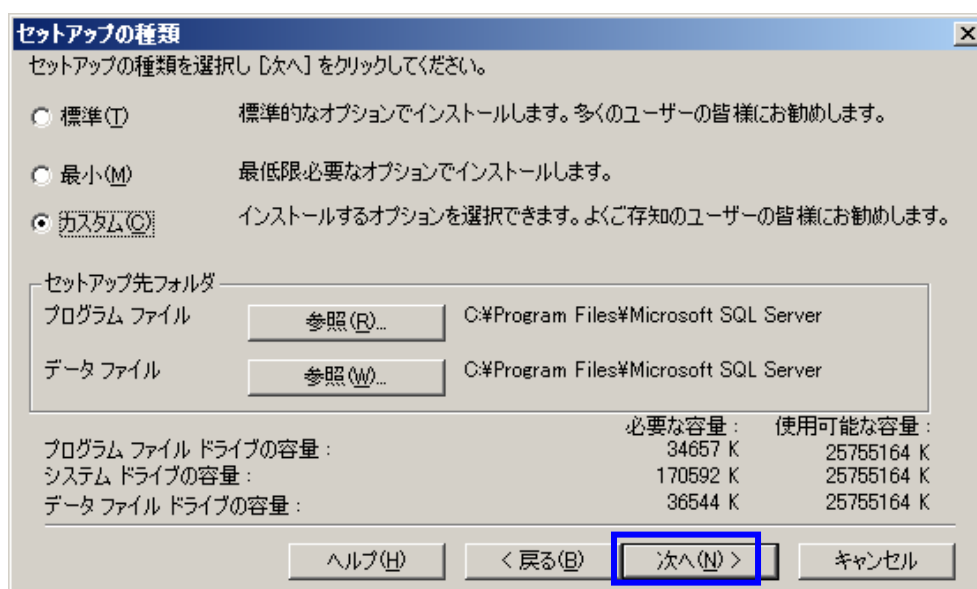 セットアップの種類
セットアップの種類を選択し [次へ] をクリックしてください。
標準(T) 標準的なオプションでインストールします。多くのユーザーの皆様にお勧めします。
最小(M) 最低限必要なオプションでインストールします。
カスタム(C) インストールするオプションを選択できます。よくご存知のユーザーの皆様にお勧めします。
セットアップ先フォルダ
プログラム ファイル 参照(R)... C:¥Program Files¥Microsoft SQL Server
データ ファイル 参照(W)... C:¥Program Files¥Microsoft SQL Server
必要な容量 : 使用可能な容量 :
プログラム ファイル ドライブの容量 : 34657 K 25755164 K
システム ドライブの容量 : 170592 K 25755164 K
データ ファイル ドライブの容量 : 36544 K 25755164 K
ヘルプ(H) < 戻る(B) 次へ(N) > キャンセル